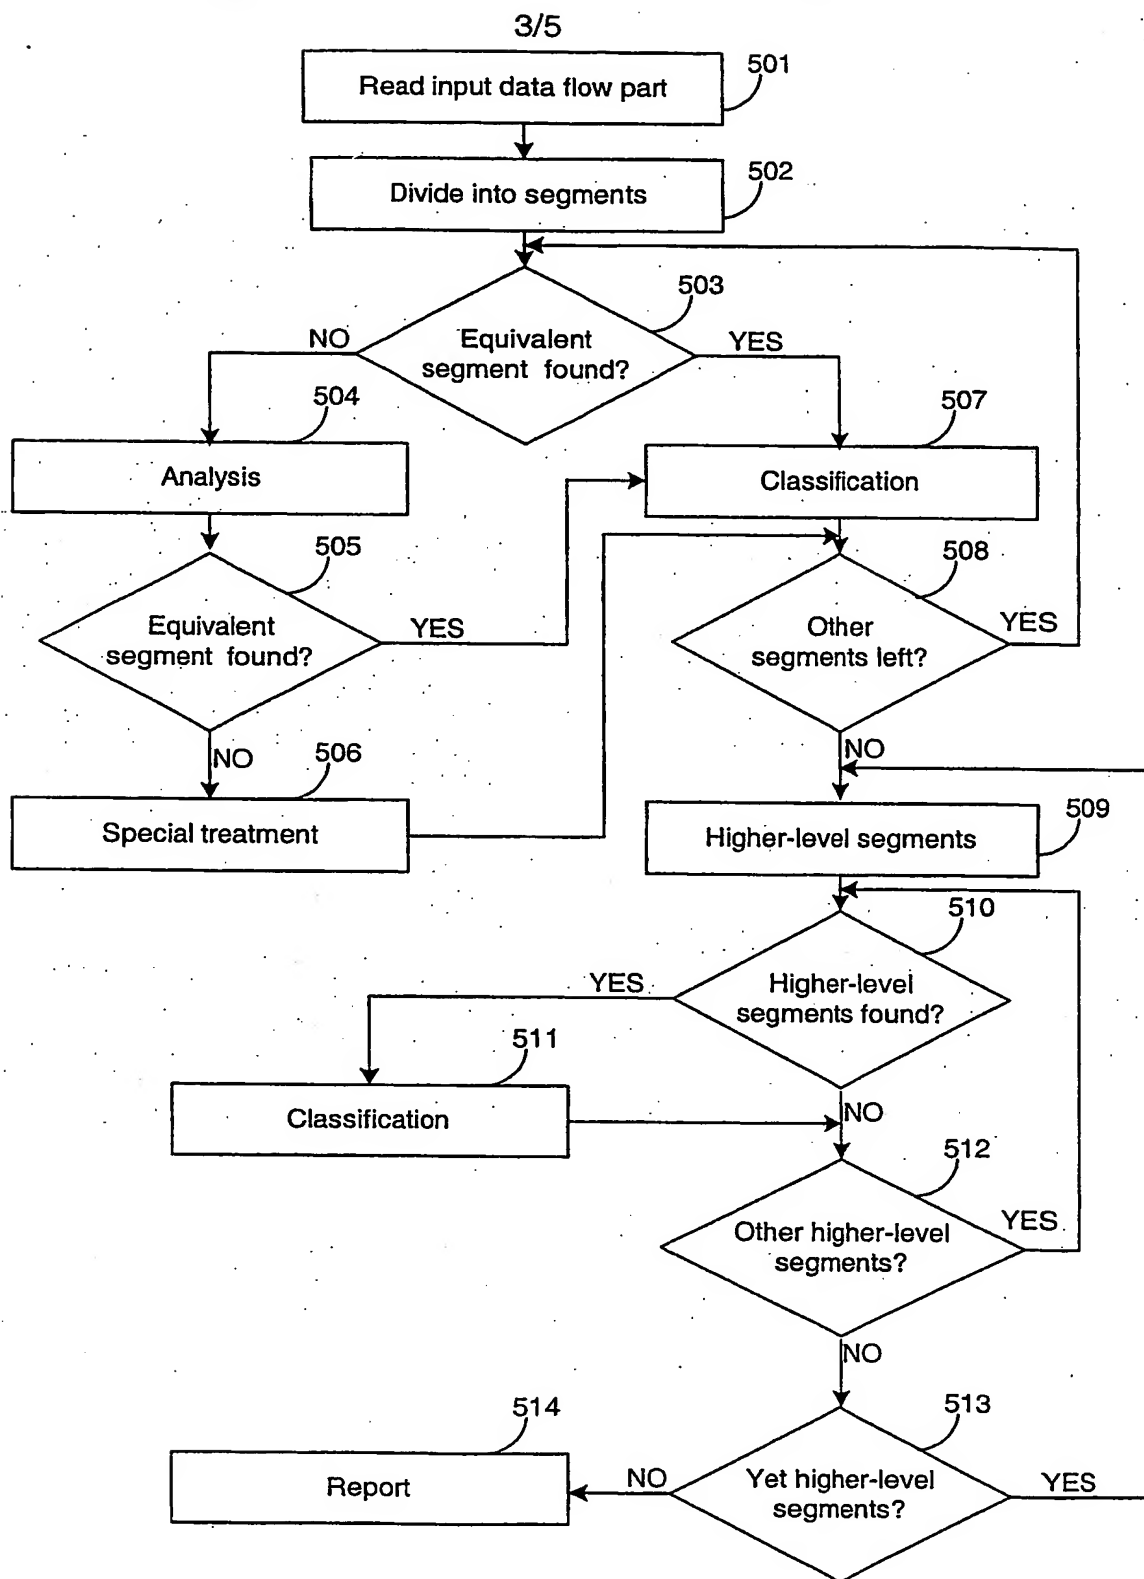 3/5
Read input data flow part
501
Divide into segments
502
Equivalent
segment found?
503
NO
YES
504
Analysis
507
Classification
505
Equivalent
segment found?
YES
508
Other
segments left?
YES
NO
506
Special treatment
NO
Higher-level segments
509
510
Higher-level
segments found?
YES
511
Classification
NO
512
Other higher-level
segments?
YES
NO
514
Report
513
Yet higher-level
segments?
NO
YES